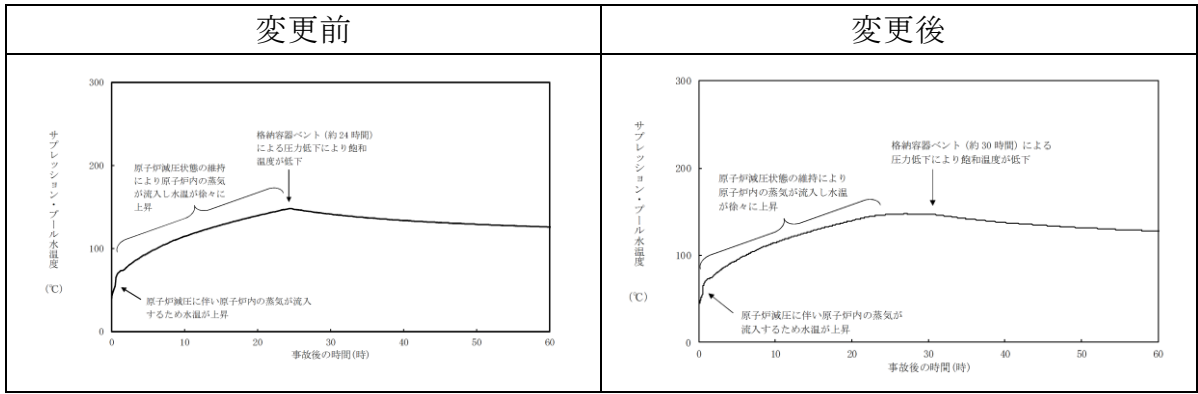 変更前
変更後
300
200
100
0
サプレッション・プール水温度
(℃)
格納容器ベント（約24時間）
による圧力低下により飽和
温度が低下
原子炉減圧状態の維持
により原子炉内の蒸気
が流入し水温が徐々に
上昇
原子炉減圧に伴い原子炉内の蒸気が流入
するため水温が上昇
0 10 20 30 40 50 60
事故後の時間(時)
300
200
100
0
サプレッション・プール水温度
(℃)
格納容器ベント（約30時間）による
圧力低下により飽和温度が低下
原子炉減圧状態の維持により
原子炉内の蒸気が流入し水温
が徐々に上昇
原子炉減圧に伴い原子炉内の蒸気が
流入するため水温が上昇
0 10 20 30 40 50 60
事故後の時間(時)